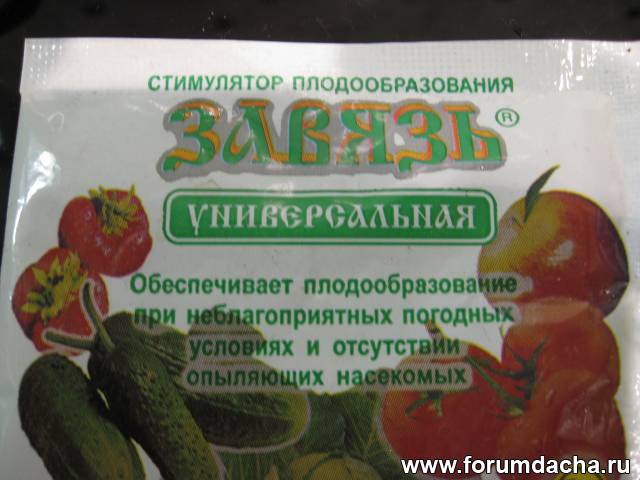 СТИМУЛЯТОР ПЛОДООБРАЗОВАНИЯ
ЗАВЯЗЬ®
УНИВЕРСАЛЬНАЯ
Обеспечивает плодообразование
при неблагоприятных погодных
условиях и отсутствии
опыляющих насекомых
www.forumdacha.ru